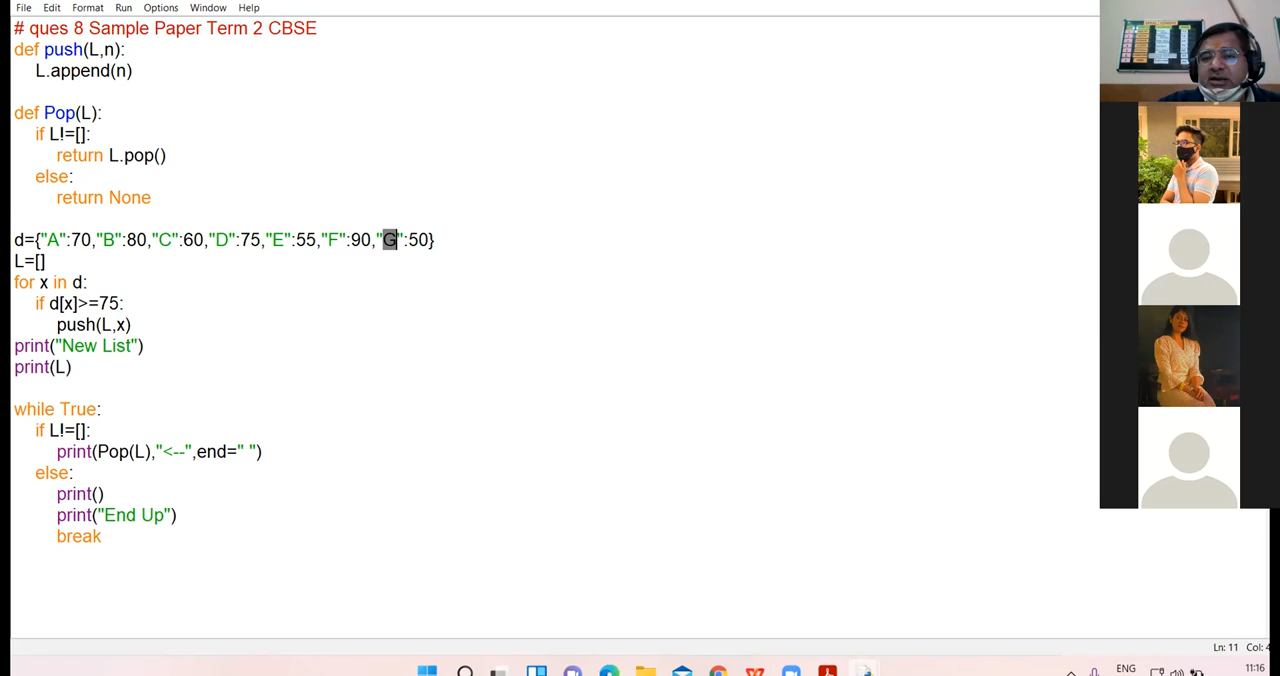 File Edit Format Run Options Window Help
# ques 8 Sample Paper Term 2 CBSE
def push(L,n):
    L.append(n)
def Pop(L):
    if L!=[]:
        return L.pop()
    else:
        return None
d={"A":70,"B":80,"C":60,"D":75,"E":55,"F":90,"G":50}
L=[]
for x in d:
    if d[x]>=75:
        push(L,x)
print("New List")
print(L)
while True:
    if L!=[]:
        print(Pop(L),"<--",end=" ")
    else:
        print()
        print("End Up")
        break
Ln: 11 Col: 4
ENG
11:16